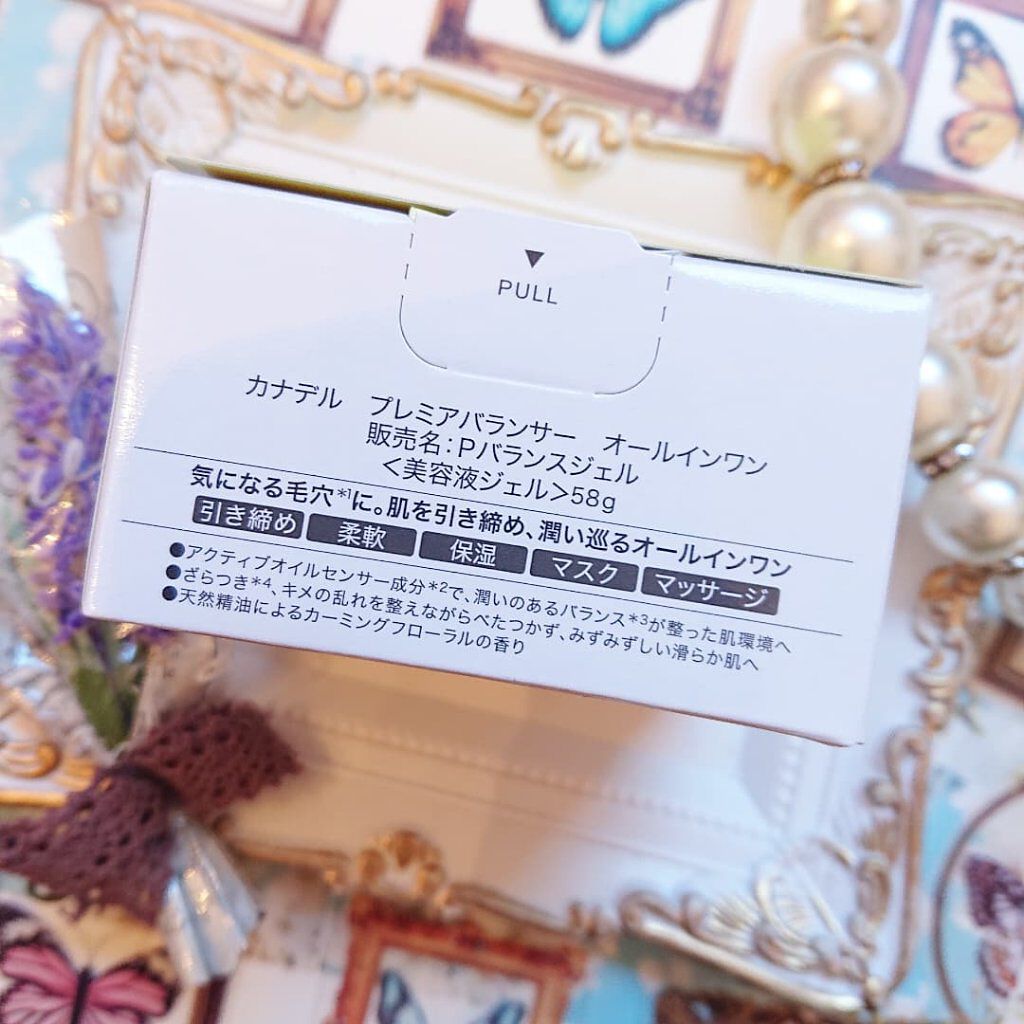 PULL
カナデル プレミアバランサー オールインワン
販売名：Pバランスジェル
＜美容液ジェル＞58g
気になる毛穴*1に。肌を引き締め、潤い巡るオールインワン
引き締め 柔軟 保湿 マスク マッサージ
●アクティブオイルセンサー成分*2で、潤いのあるバランス*3が整った肌環境へ
●ざらつき*4、キメの乱れを整えながらべたつかず、みずみずしい滑らか肌へ
●天然精油によるカーミングフローラルの香り